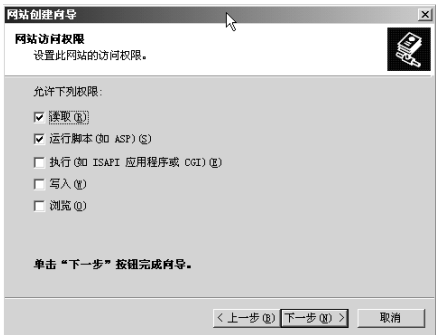 网站创建向导
网站访问权限
设置此网站的访问权限。
允许下列权限:
读取(R)
运行脚本(如 ASP)(S)
执行(如 ISAPI 应用程序或 CGI)(E)
写入(W)
浏览(O)
单击“下一步”按钮完成向导。
< 上一步(B) 下一步(N) > 取消